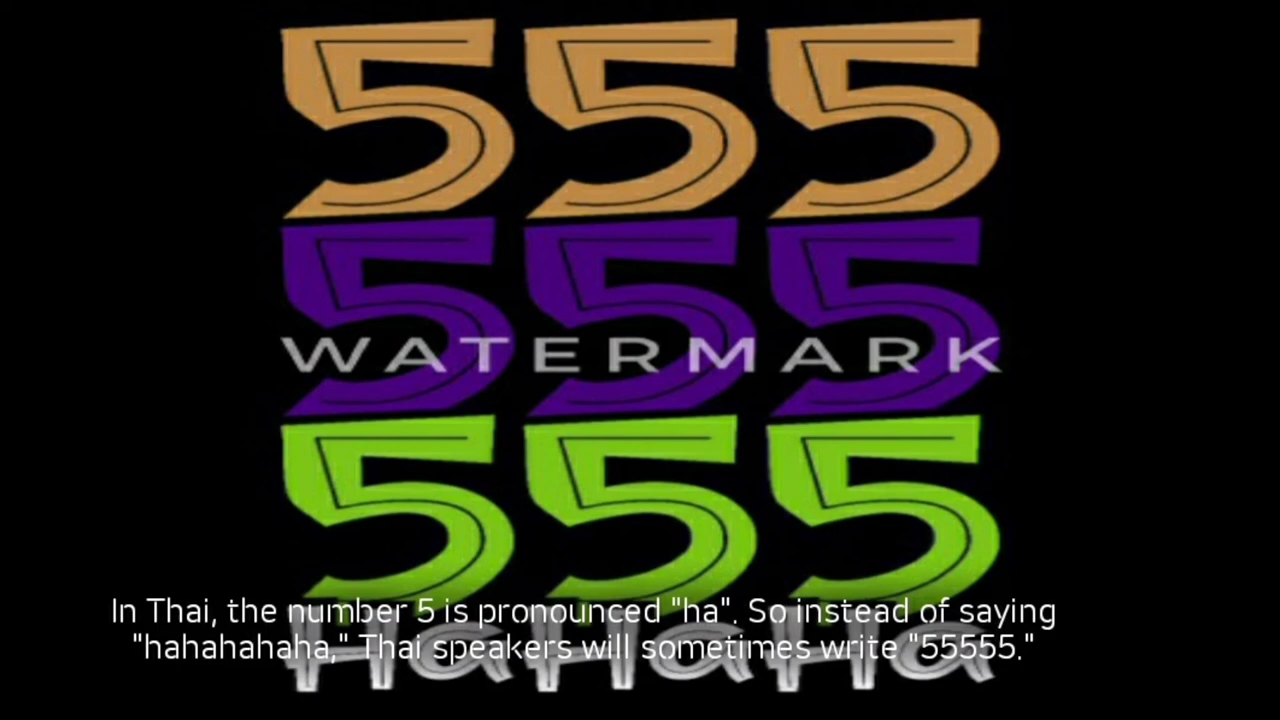 555
555
WATERMARK
555
In Thai, the number 5 is pronounced "ha". So instead of saying
"hahahahaha," Thai speakers will sometimes write "55555."
HaHaHa